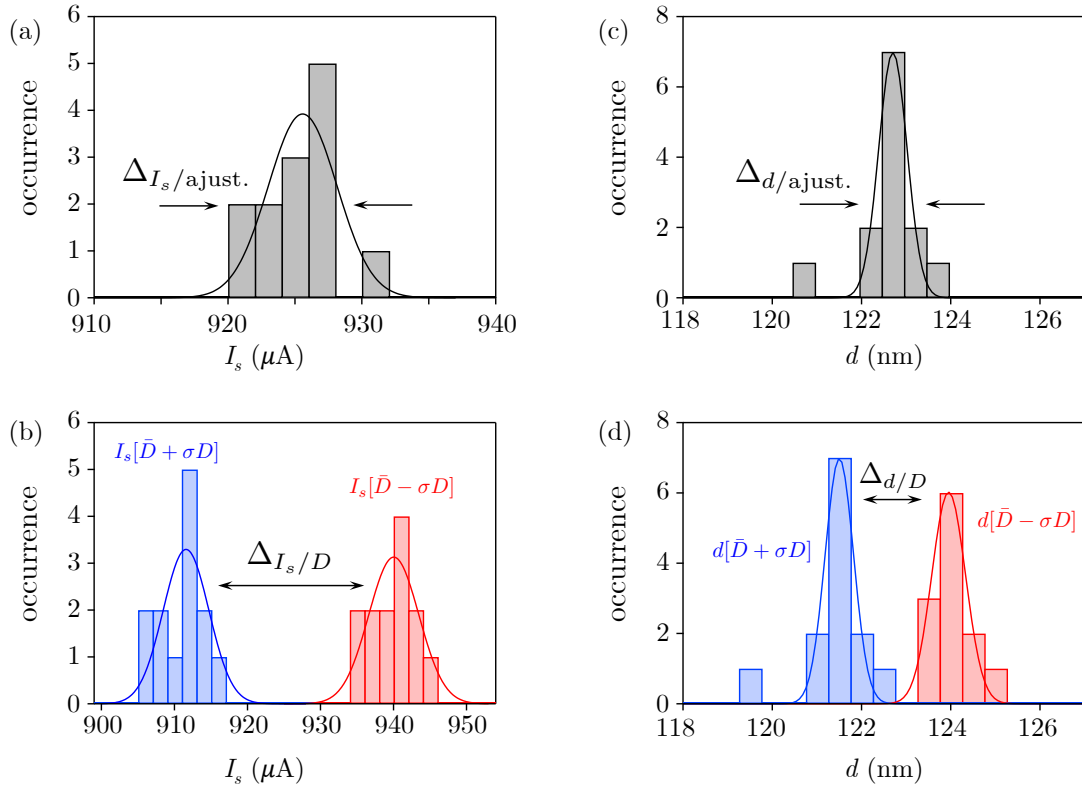 (a)
occurrence
6
5
4
3
2
1
0
Δ_{I_s/ajust.}
910 920 930 940
I_s (μA)
(c)
occurrence
8
6
4
2
0
Δ_{d/ajust.}
118 120 122 124 126
d (nm)
(b)
occurrence
6
5
4
3
2
1
0
I_s[D̄ + σD]
I_s[D̄ − σD]
Δ_{I_s/D}
900 910 920 930 940 950
I_s (μA)
(d)
occurrence
8
6
4
2
0
Δ_{d/D}
d[D̄ − σD]
d[D̄ + σD]
118 120 122 124 126
d (nm)